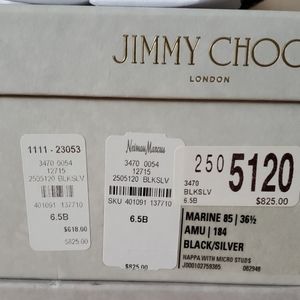 JIMMY CHOO
LONDON
1111 - 23053
3470 0054
12715
2505120 BLKSLV
401091 137710
6.5B
$618.00
$825.00
Neiman Marcus
3470 0054
12715
2505120 BLKSLV
SKU 401091 137710
6.5B
$825.00
250 5120
3470
BLKSLV
6.5B
$825.00
MARINE 85 | 36½
AMU | 184
BLACK/SILVER
NAPPA WITH MICRO STUDS
J000102759365 062948